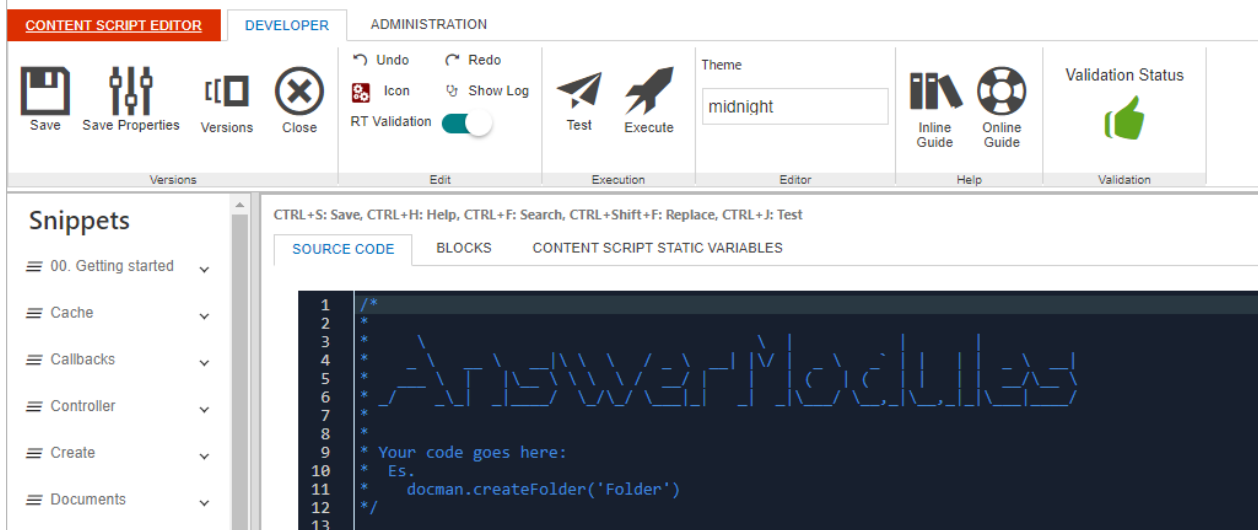 CONTENT SCRIPT EDITOR DEVELOPER ADMINISTRATION
Undo Redo
Icon Show Log
RT Validation
Save Save Properties Versions Close
Test Execute
Theme
midnight
Inline Guide
Online Guide
Validation Status
Versions Edit Execution Editor Help Validation
Snippets
00. Getting started
Cache
Callbacks
Controller
Create
Documents
CTRL+S: Save, CTRL+H: Help, CTRL+F: Search, CTRL+Shift+F: Replace, CTRL+J: Test
SOURCE CODE BLOCKS CONTENT SCRIPT STATIC VARIABLES
1 /*
2 *
3 *
4 *
5 *
6 *
AnswerModules
7 *
8 *
9 * Your code goes here:
10 * Es.
11 * docman.createFolder('Folder')
12 */
13